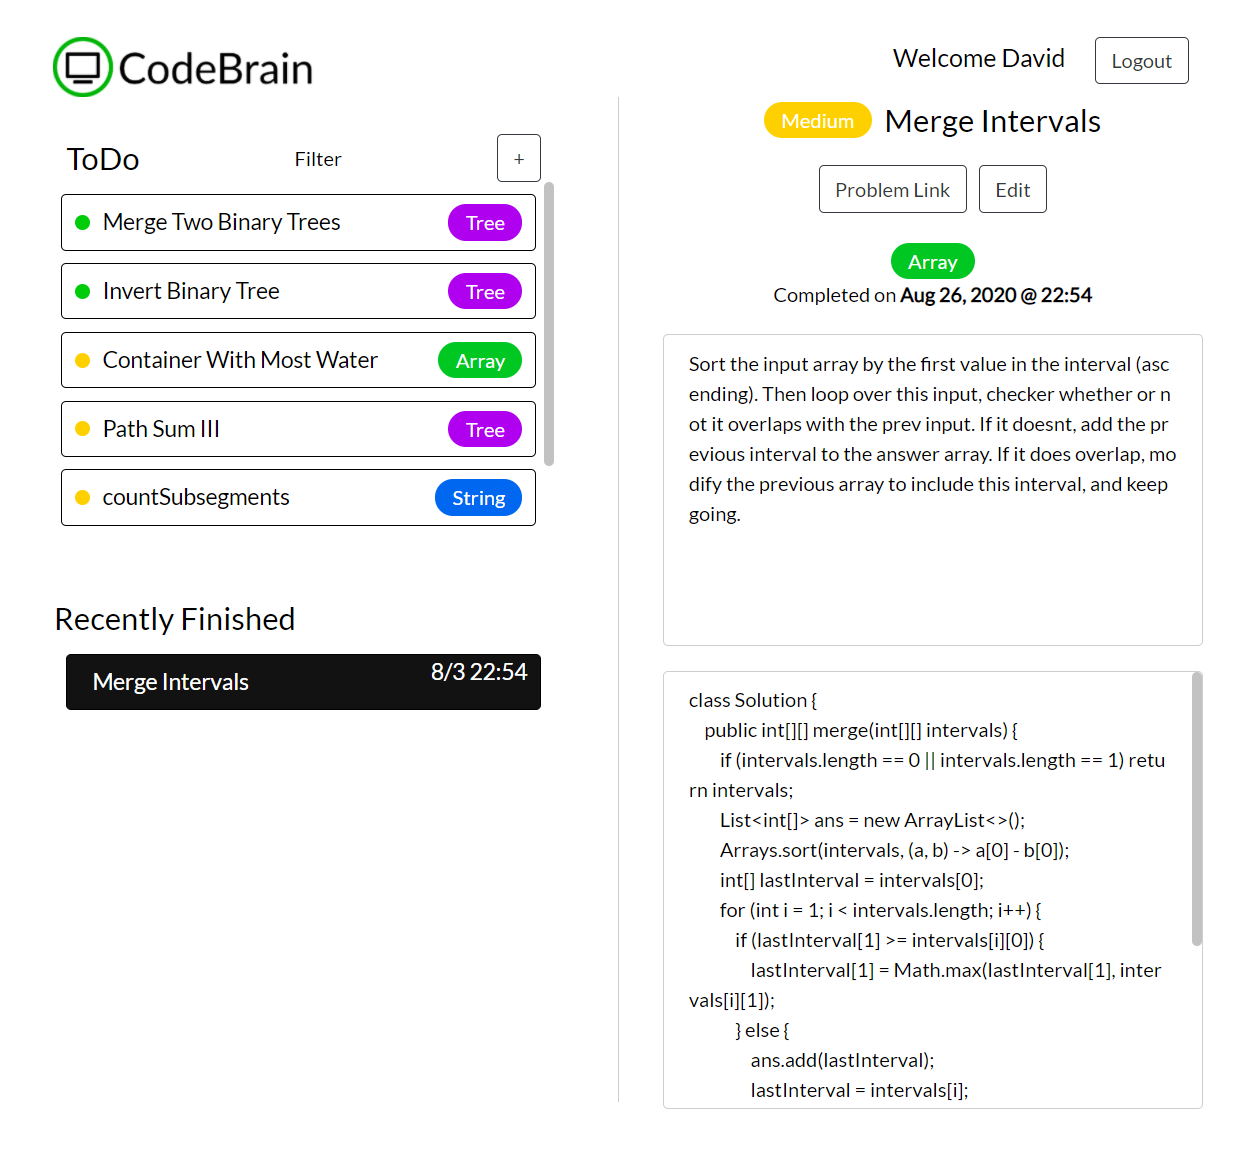 CodeBrain
Welcome David
Logout
ToDo
Filter
+
Merge Two Binary Trees
Tree
Invert Binary Tree
Tree
Container With Most Water
Array
Path Sum III
Tree
countSubsegments
String
Recently Finished
Merge Intervals
8/3 22:54
Medium
Merge Intervals
Problem Link
Edit
Array
Completed on Aug 26, 2020 @ 22:54
Sort the input array by the first value in the interval (asc
ending). Then loop over this input, checker whether or n
ot it overlaps with the prev input. If it doesnt, add the pr
evious interval to the answer array. If it does overlap, mo
dify the previous array to include this interval, and keep
going.
class Solution {
public int[][] merge(int[][] intervals) {
if (intervals.length == 0 || intervals.length == 1) retu
rn intervals;
List<int[]> ans = new ArrayList<>();
Arrays.sort(intervals, (a, b) -> a[0] - b[0]);
int[] lastInterval = intervals[0];
for (int i = 1; i < intervals.length; i++) {
if (lastInterval[1] >= intervals[i][0]) {
lastInterval[1] = Math.max(lastInterval[1], inter
vals[i][1]);
} else {
ans.add(lastInterval);
lastInterval = intervals[i];